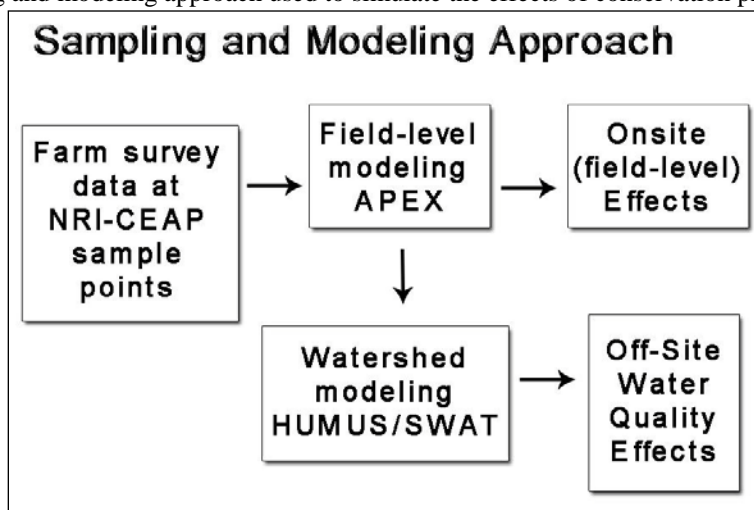 g and modeling approach used to simulate the effects of conservation p
Sampling and Modeling Approach
Farm survey
data at
NRI-CEAP
sample
points
Field-level
modeling
APEX
Onsite
(field-level)
Effects
Watershed
modeling
HUMUS/SWAT
Off-Site
Water
Quality
Effects